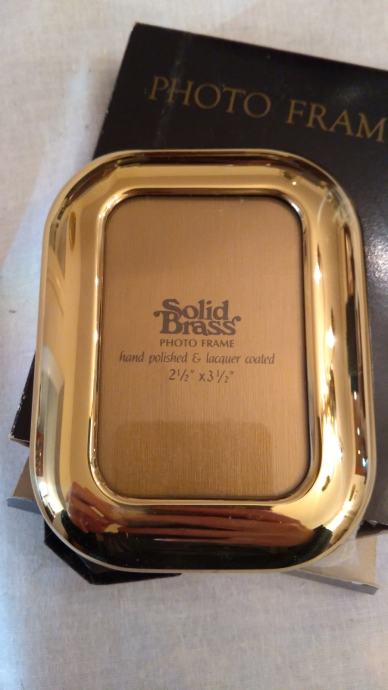 PHOTO FRAM
Solid
Brass
PHOTO FRAME
hand polished & lacquer coated
2½" x 3½"